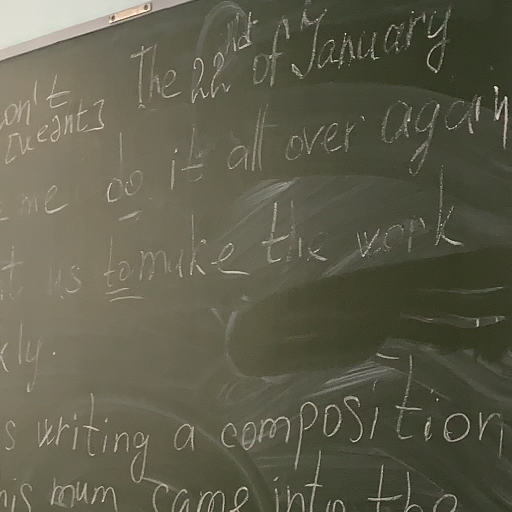 The 22nd of January
on't
[weənt]
me do it all over again
t us to make the work
kly.
s writing a composition
his mum came into the